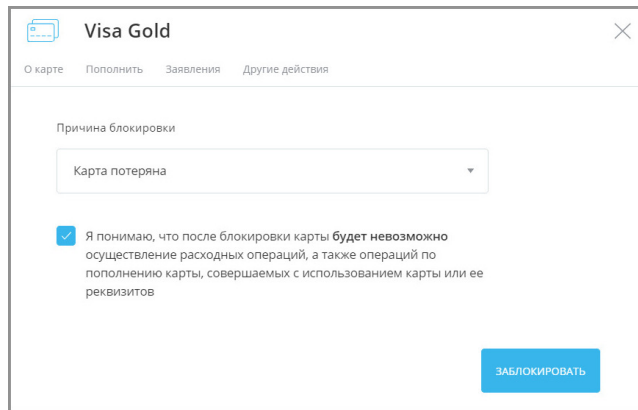 Visa Gold
О карте Пополнить Заявления Другие действия
Причина блокировки
Карта потеряна
Я понимаю, что после блокировки карты будет невозможно
осуществление расходных операций, а также операций по
пополнению карты, совершаемых с использованием карты или ее
реквизитов
ЗАБЛОКИРОВАТЬ